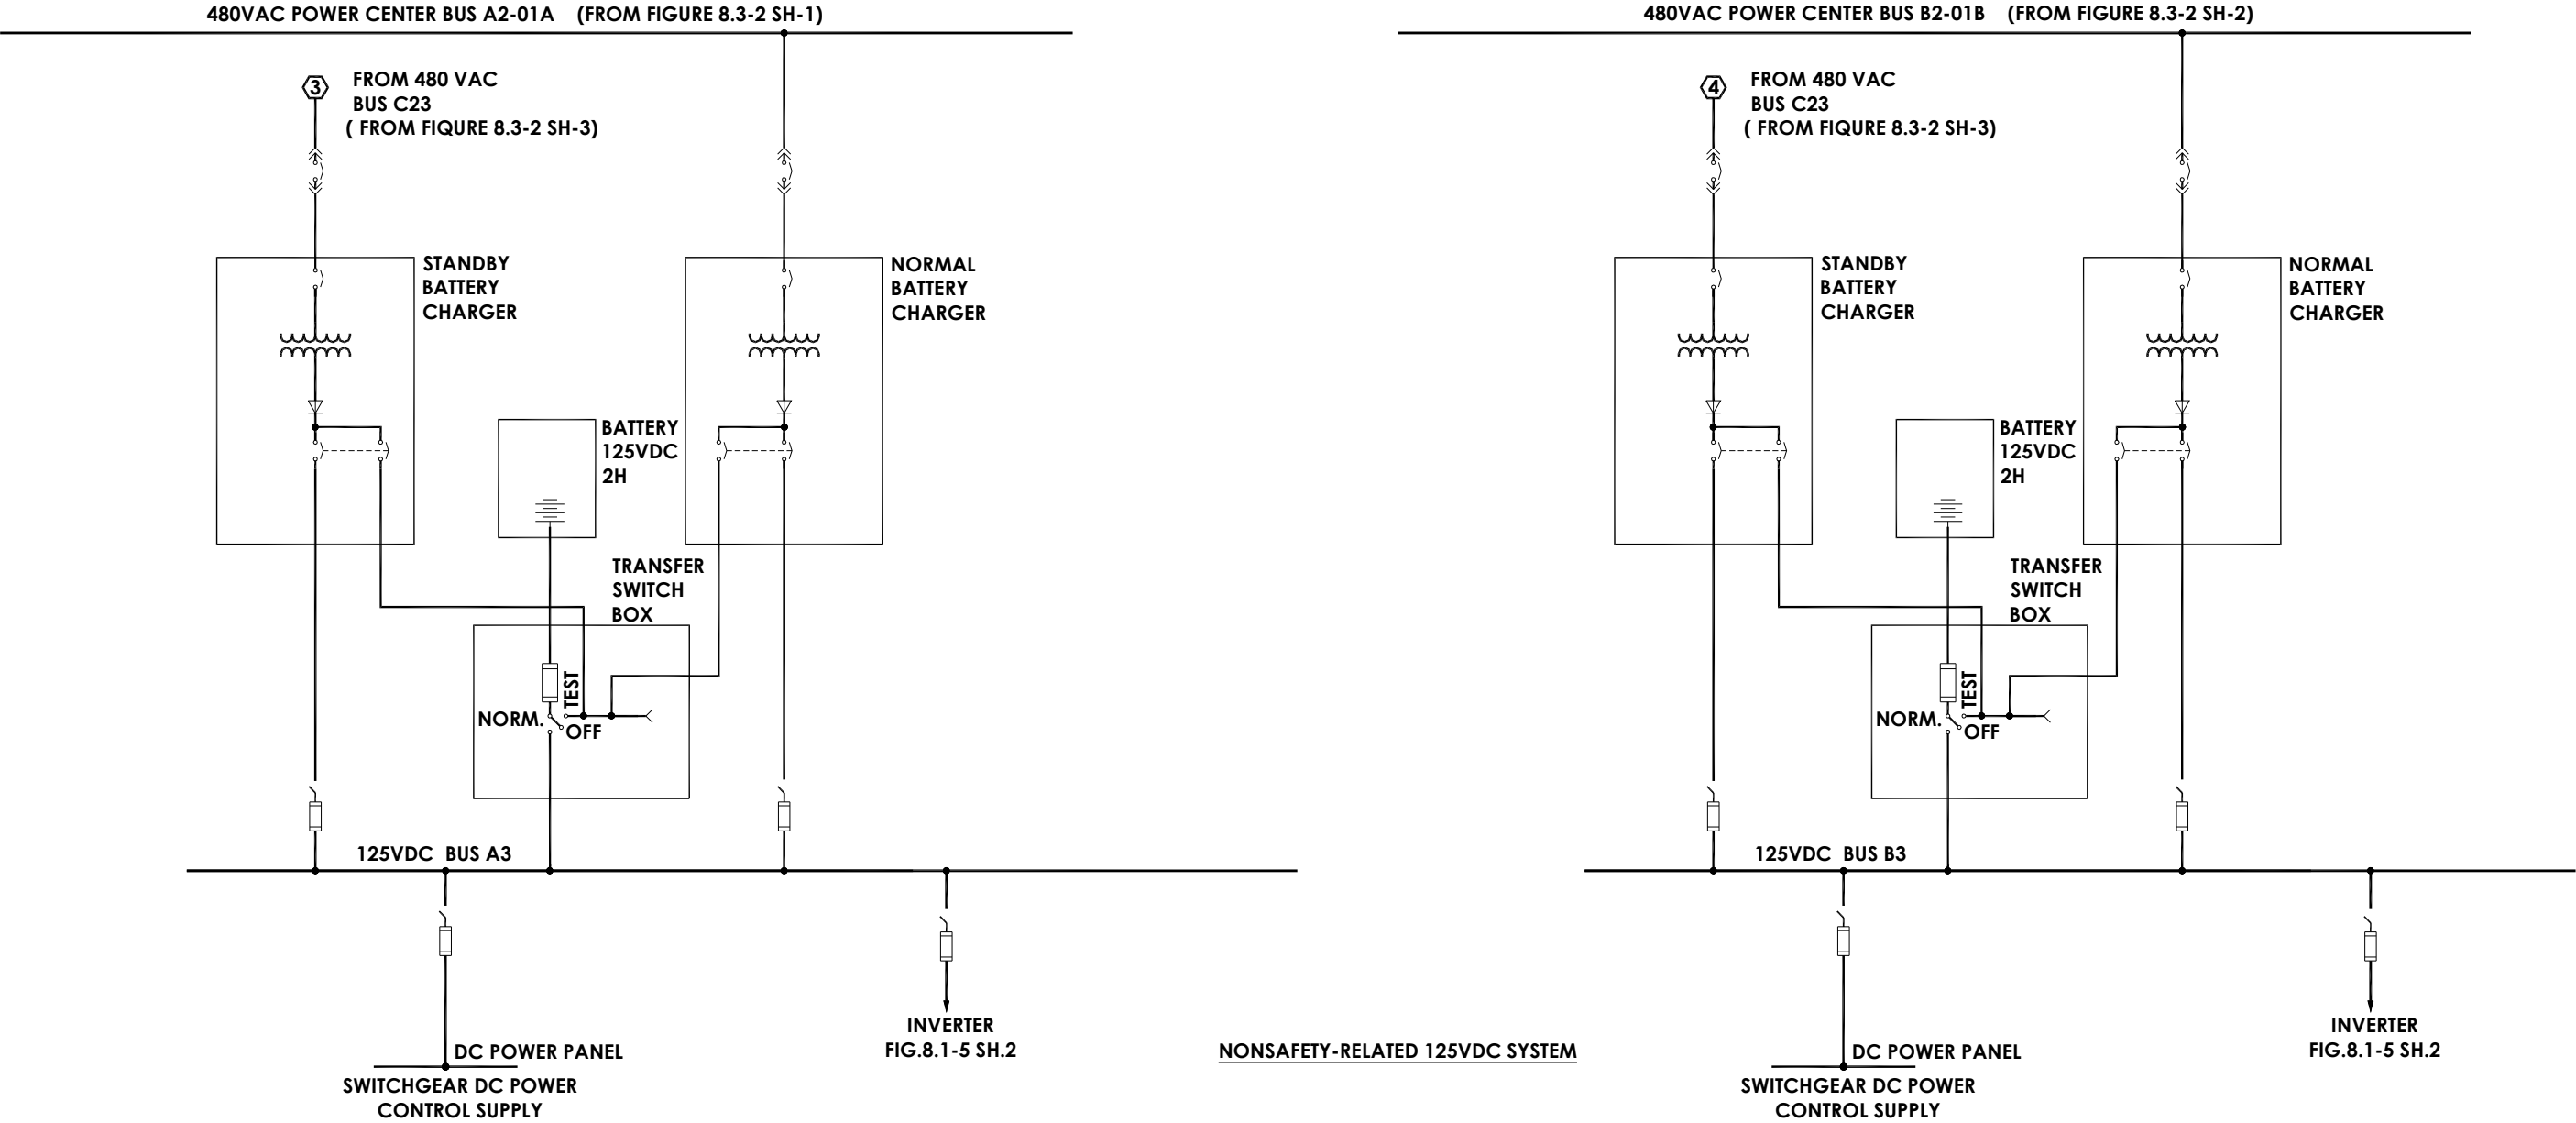 480VAC POWER CENTER BUS A2-01A (FROM FIGURE 8.3-2 SH-1)
3
FROM 480 VAC
BUS C23
( FROM FIQURE 8.3-2 SH-3)
STANDBY
BATTERY
CHARGER
NORMAL
BATTERY
CHARGER
BATTERY
125VDC
2H
TRANSFER
SWITCH
BOX
TEST
NORM.
OFF
125VDC BUS A3
INVERTER
FIG.8.1-5 SH.2
DC POWER PANEL
SWITCHGEAR DC POWER
CONTROL SUPPLY
NONSAFETY-RELATED 125VDC SYSTEM
480VAC POWER CENTER BUS B2-01B (FROM FIGURE 8.3-2 SH-2)
4
FROM 480 VAC
BUS C23
( FROM FIQURE 8.3-2 SH-3)
STANDBY
BATTERY
CHARGER
NORMAL
BATTERY
CHARGER
BATTERY
125VDC
2H
TRANSFER
SWITCH
BOX
TEST
NORM.
OFF
125VDC BUS B3
INVERTER
FIG.8.1-5 SH.2
DC POWER PANEL
SWITCHGEAR DC POWER
CONTROL SUPPLY